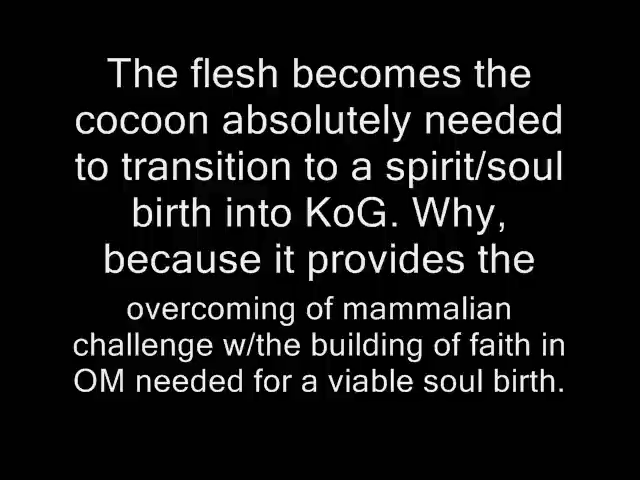 The flesh becomes the
cocoon absolutely needed
to transition to a spirit/soul
birth into KoG. Why,
because it provides the
overcoming of mammalian
challenge w/the building of faith in
OM needed for a viable soul birth.